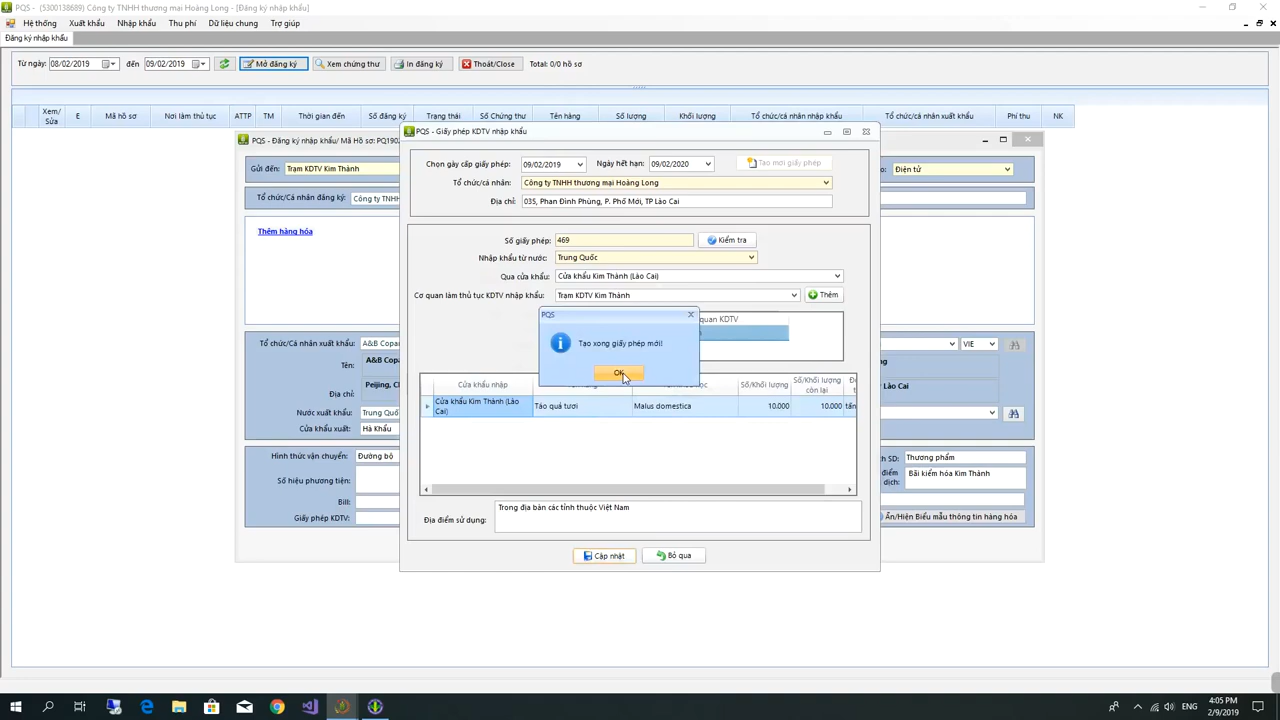 PQS - (5300138689) Công ty TNHH thương mại Hoàng Long - [Đăng ký nhập khẩu]
Hệ thống Xuất khẩu Nhập khẩu Thu phí Dữ liệu chung Trợ giúp
Đăng ký nhập khẩu
Từ ngày: 08/02/2019 đến 09/02/2019 Mở đăng ký Xem chứng thư In đăng ký Thoát/Close Total: 0/0 hồ sơ
Xem/
Sửa
E Mã hồ sơ Nơi làm thủ tục ATTP TM Thời gian đến Số đăng ký Trạng thái Số Chứng thư Tên hàng Số lượng Khối lượng Tổ chức/cá nhân nhập khẩu Tổ chức/cá nhân xuất khẩu Phí thu NK
PQS - Giấy phép KDTV nhập khẩu
PQS - Đăng ký nhập khẩu/ Mã Hồ sơ: PQ1902
Chọn gày cấp giấy phép: 09/02/2019 Ngày hết hạn: 09/02/2020 Tạo mới giấy phép
Gửi đến: Trạm KDTV Kim Thành
Điện tử
Tổ chức/cá nhân: Công ty TNHH thương mại Hoàng Long
Tổ chức/Cá nhân đăng ký: Công ty TNHH
Địa chỉ: 035, Phan Đình Phùng, P. Phố Mới, TP Lào Cai
Thêm hàng hóa
Số giấy phép: 469 Kiểm tra
Nhập khẩu từ nước: Trung Quốc
Qua cửa khẩu: Cửa khẩu Kim Thành (Lào Cai)
Cơ quan làm thủ tục KDTV nhập khẩu: Trạm KDTV Kim Thành Thêm
PQS
quan KDTV
Tạo xong giấy phép mới!
OK
Tổ chức/Cá nhân xuất khẩu: A&B Copa
VIE
Tên: A&B Copa
Địa chỉ: Peijing, C
Lào Cai
Nước xuất khẩu: Trung Quố
Cửa khẩu xuất: Hà Khẩu
Cửa khẩu nhập Số/Khối lượng Số/Khối lượng
còn lại
Cửa khẩu Kim Thành (Lào
Cai)
Táo quả tươi Malus domestica 10.000 10.000 tấn
Hình thức vận chuyển: Đường bộ
Số hiệu phương tiện:
Bill:
Giấy phép KDTV:
SD: Thương phẩm
điểm
dịch: Bãi kiểm hóa Kim Thành
Ẩn/Hiện Biểu mẫu thông tin hàng hóa
Địa điểm sử dụng: Trong địa bàn các tỉnh thuộc Việt Nam
Cập nhật Bỏ qua
ENG
4:05 PM
2/9/2019